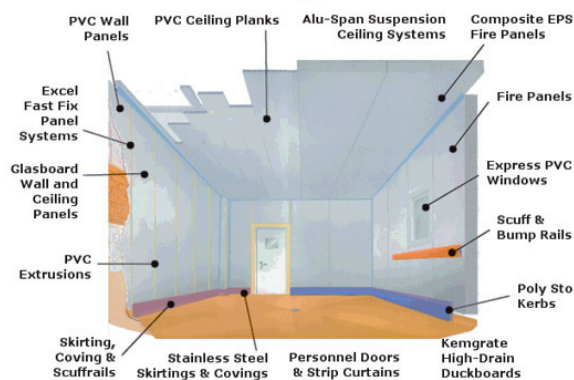 PVC Wall
Panels
PVC Ceiling Planks
Alu-Span Suspension
Ceiling Systems
Composite EPS
Fire Panels
Excel
Fast Fix
Panel
Systems
Fire Panels
Glasboard
Wall and
Ceiling
Panels
Express PVC
Windows
Scuff &
Bump Rails
PVC
Extrusions
Poly Sto
Kerbs
Skirting,
Coving &
Scuffrails
Stainless Steel
Skirtings & Covings
Personnel Doors
& Strip Curtains
Kemgrate
High-Drain
Duckboards